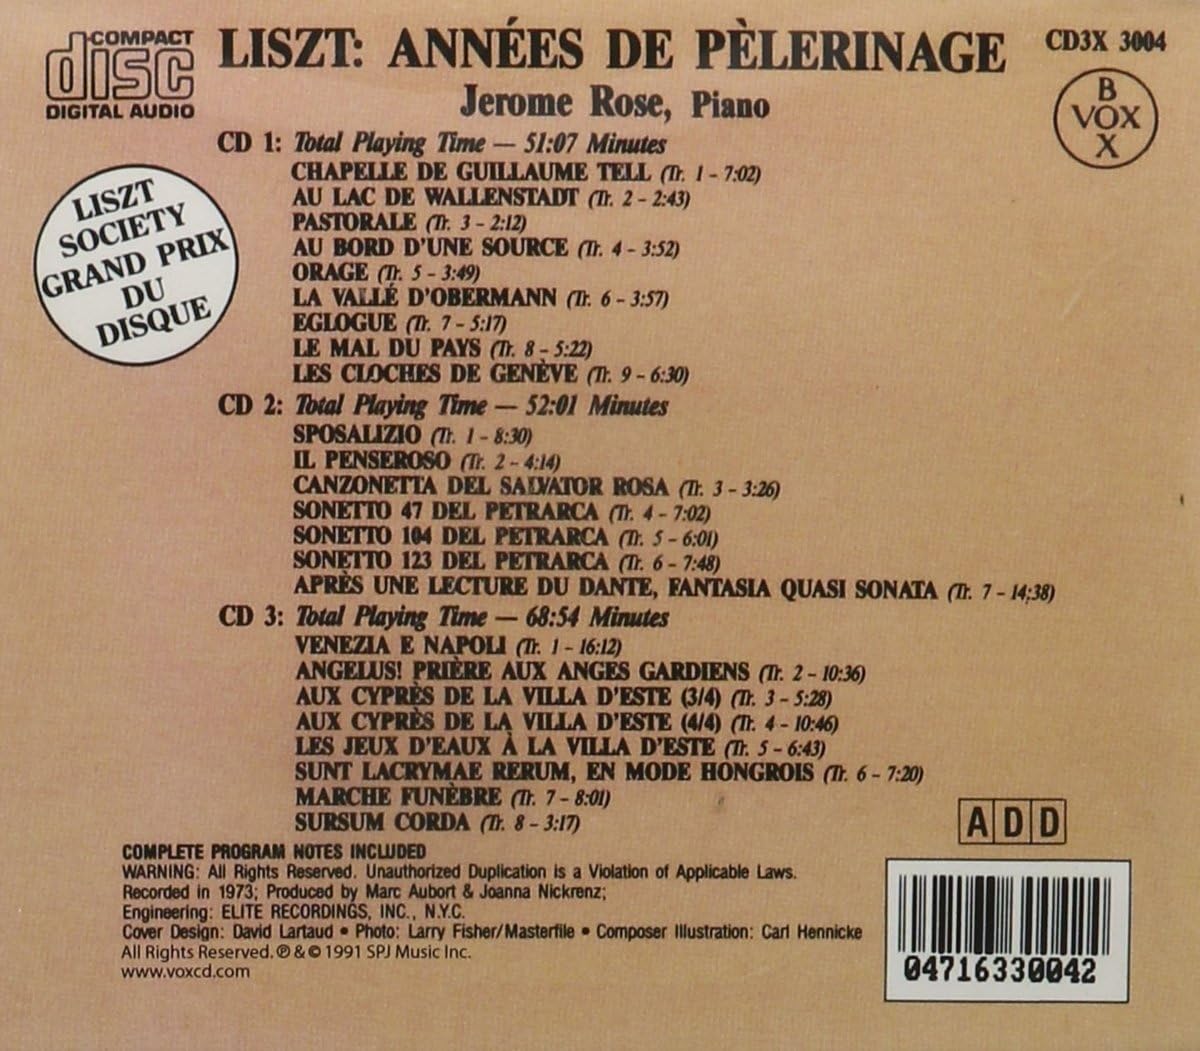 COMPACT
disc
DIGITAL AUDIO
LISZT: ANNÉES DE PÈLERINAGE
Jerome Rose, Piano
CD3X 3004
B
VOX
X
LISZT
SOCIETY
GRAND PRIX
DU
DISQUE
CD 1: Total Playing Time — 51:07 Minutes
CHAPELLE DE GUILLAUME TELL (Tr. 1 - 7:02)
AU LAC DE WALLENSTADT (Tr. 2 - 2:43)
PASTORALE (Tr. 3 - 2:12)
AU BORD D'UNE SOURCE (Tr. 4 - 3:52)
ORAGE (Tr. 5 - 3:49)
LA VALLÉ D'OBERMANN (Tr. 6 - 3:57)
EGLOGUE (Tr. 7 - 5:17)
LE MAL DU PAYS (Tr. 8 - 5:22)
LES CLOCHES DE GENÈVE (Tr. 9 - 6:30)
CD 2: Total Playing Time — 52:01 Minutes
SPOSALIZIO (Tr. 1 - 8:30)
IL PENSEROSO (Tr. 2 - 4:14)
CANZONETTA DEL SALVATOR ROSA (Tr. 3 - 3:26)
SONETTO 47 DEL PETRARCA (Tr. 4 - 7:02)
SONETTO 104 DEL PETRARCA (Tr. 5 - 6:01)
SONETTO 123 DEL PETRARCA (Tr. 6 - 7:48)
APRÈS UNE LECTURE DU DANTE, FANTASIA QUASI SONATA (Tr. 7 - 14:38)
CD 3: Total Playing Time — 68:54 Minutes
VENEZIA E NAPOLI (Tr. 1 - 16:12)
ANGELUS! PRIÈRE AUX ANGES GARDIENS (Tr. 2 - 10:36)
AUX CYPRÈS DE LA VILLA D'ESTE (3/4) (Tr. 3 - 5:28)
AUX CYPRÈS DE LA VILLA D'ESTE (4/4) (Tr. 4 - 10:46)
LES JEUX D'EAUX À LA VILLA D'ESTE (Tr. 5 - 6:43)
SUNT LACRYMAE RERUM, EN MODE HONGROIS (Tr. 6 - 7:20)
MARCHE FUNÈBRE (Tr. 7 - 8:01)
SURSUM CORDA (Tr. 8 - 3:17)
ADD
COMPLETE PROGRAM NOTES INCLUDED
WARNING: All Rights Reserved. Unauthorized Duplication is a Violation of Applicable Laws.
Recorded in 1973; Produced by Marc Aubort & Joanna Nickrenz;
Engineering: ELITE RECORDINGS, INC., N.Y.C.
Cover Design: David Lartaud • Photo: Larry Fisher/Masterfile • Composer Illustration: Carl Hennicke
All Rights Reserved. ℗ & © 1991 SPJ Music Inc.
www.voxcd.com
04716330042